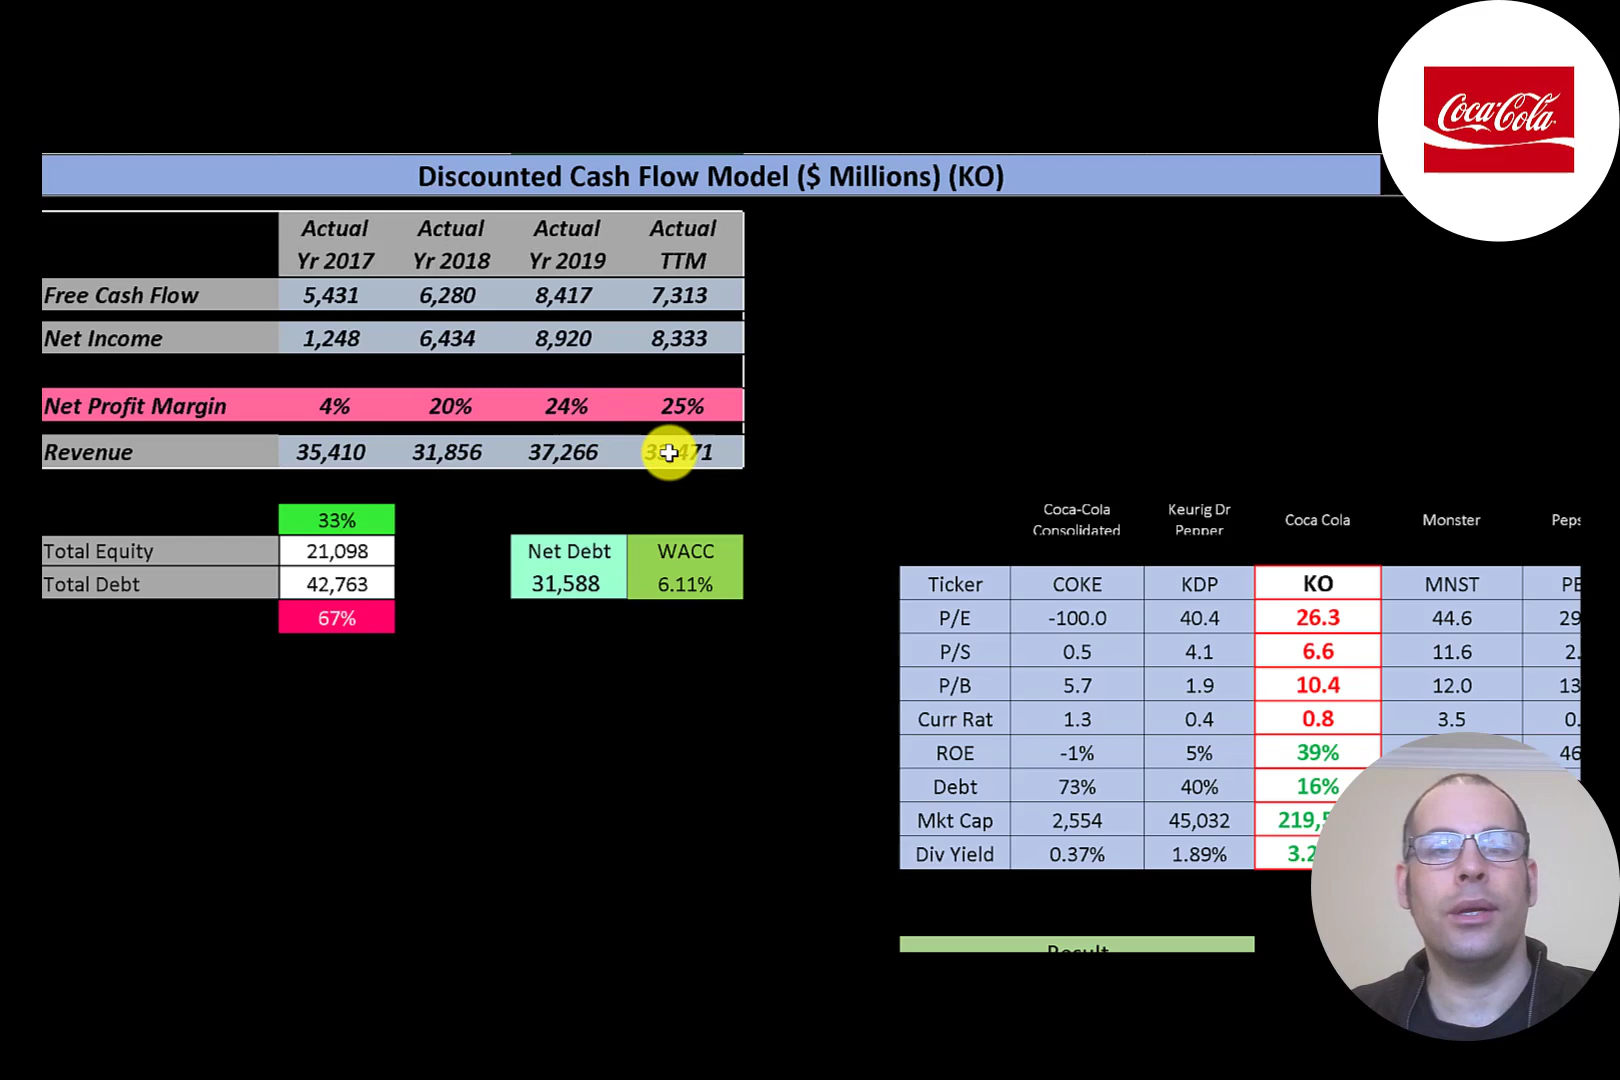 Coca-Cola
Discounted Cash Flow Model ($ Millions) (KO)
Actual Actual Actual Actual
Yr 2017 Yr 2018 Yr 2019 TTM
Free Cash Flow 5,431 6,280 8,417 7,313
Net Income 1,248 6,434 8,920 8,333
Net Profit Margin 4% 20% 24% 25%
Revenue 35,410 31,856 37,266
33%
Total Equity 21,098
Total Debt 42,763
67%
Net Debt WACC
31,588 6.11%
Coca-Cola Keurig Dr Coca Cola Monster
Consolidated Pepper
Ticker COKE KDP KO MNST
P/E -100.0 40.4 26.3 44.6
P/S 0.5 4.1 6.6 11.6
P/B 5.7 1.9 10.4 12.0
Curr Rat 1.3 0.4 0.8 3.5
ROE -1% 5% 39%
Debt 73% 40% 16%
Mkt Cap 2,554 45,032
Div Yield 0.37% 1.89%
Result